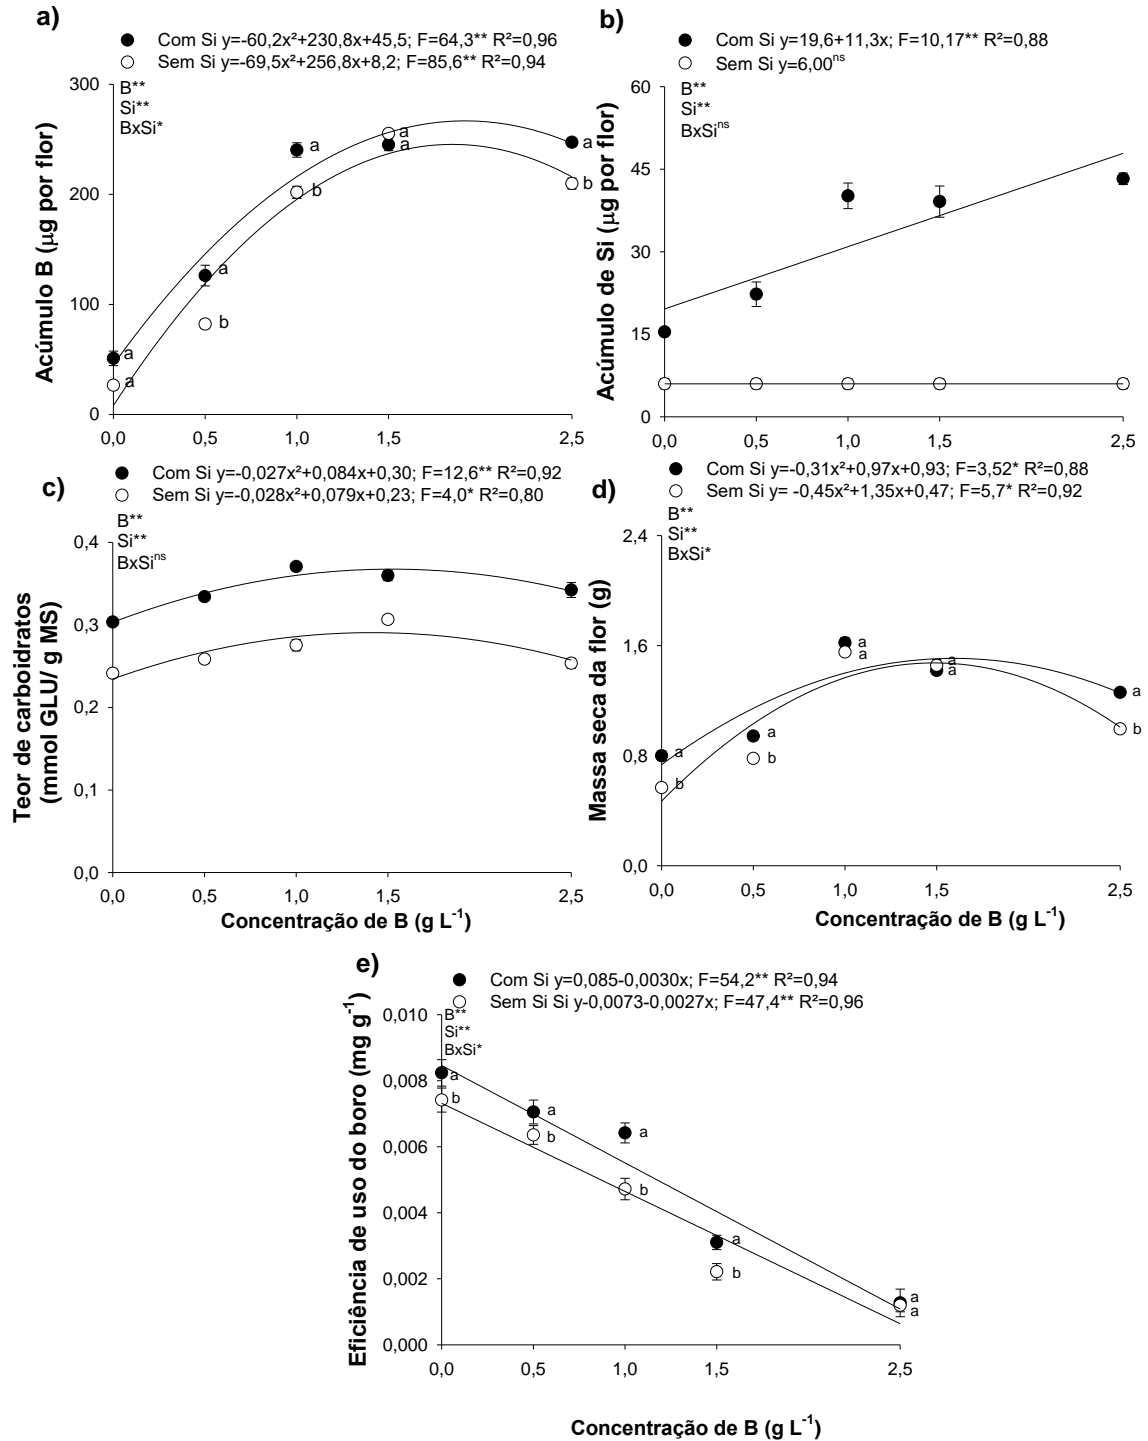 a)
Com Si y=-60,2x²+230,8x+45,5; F=64,3** R²=0,96
Sem Si y=-69,5x²+256,8x+8,2; F=85,6** R²=0,94
B**
Si**
BxSi*
300
200
100
0
Acúmulo B (µg por flor)
a
a
a
b
a
b
a
a
a
b
0,0 0,5 1,0 1,5 2,5
b)
Com Si y=19,6+11,3x; F=10,17** R²=0,88
Sem Si y=6,00ns
B**
Si**
BxSins
60
45
30
15
0
Acúmulo de Si (µg por flor)
0,0 0,5 1,0 1,5 2,5
c)
Com Si y=-0,027x²+0,084x+0,30; F=12,6** R²=0,92
Sem Si y=-0,028x²+0,079x+0,23; F=4,0* R²=0,80
B**
Si**
BxSins
0,4
0,3
0,2
0,1
0,0
Teor de carboidratos
(mmol GLU/ g MS)
0,0 0,5 1,0 1,5 2,5
Concentração de B (g L-1)
d)
Com Si y=-0,31x²+0,97x+0,93; F=3,52* R²=0,88
Sem Si y= -0,45x²+1,35x+0,47; F=5,7* R²=0,92
B**
Si**
BxSi*
2,4
1,6
0,8
0,0
Massa seca da flor (g)
a
b
a
b
a
a
a
a
a
b
0,0 0,5 1,0 1,5 2,5
Concentração de B (g L-1)
e)
Com Si y=0,085-0,0030x; F=54,2** R²=0,94
Sem Si Si y-0,0073-0,0027x; F=47,4** R²=0,96
B**
Si**
BxSi*
0,010
0,008
0,006
0,004
0,002
0,000
Eficiência de uso do boro (mg g-1)
a
b
a
b
a
b
a
b
a
a
0,0 0,5 1,0 1,5 2,5
Concentração de B (g L-1)